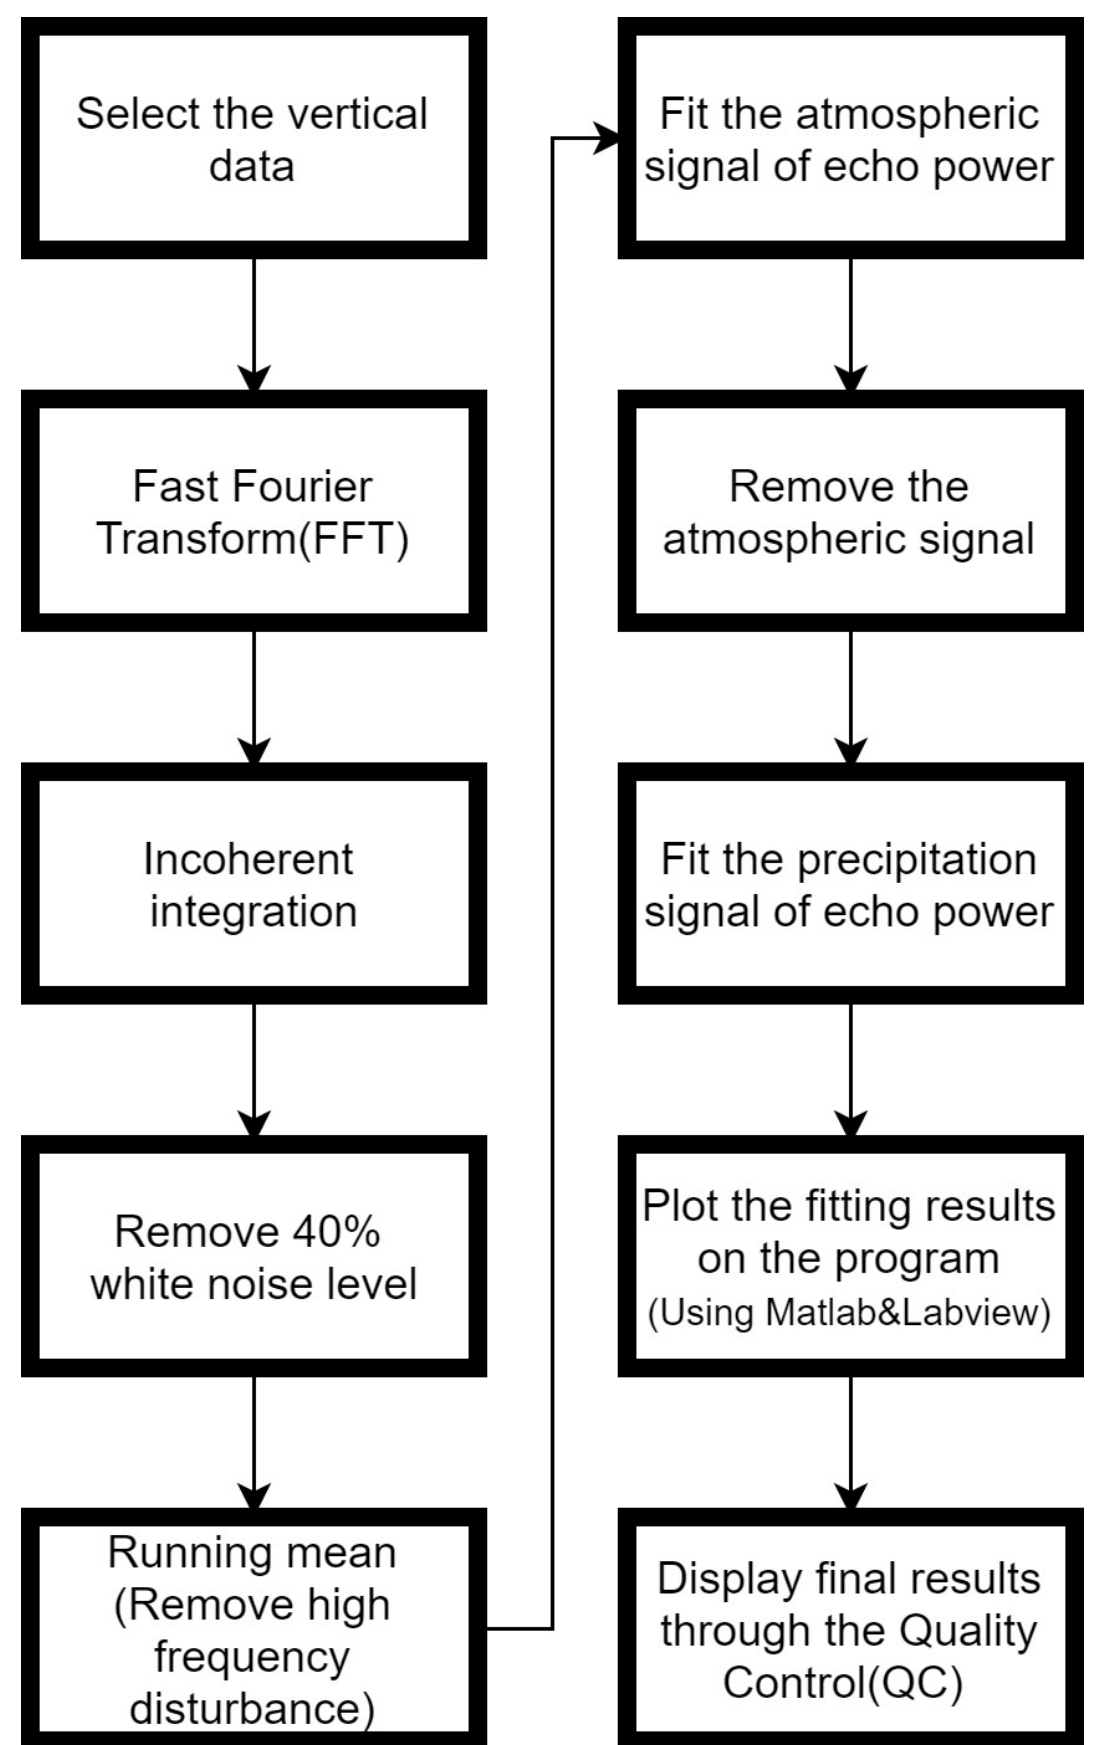 Select the vertical
data
Fast Fourier
Transform(FFT)
Incoherent
integration
Remove 40%
white noise level
Running mean
(Remove high
frequency
disturbance)
Fit the atmospheric
signal of echo power
Remove the
atmospheric signal
Fit the precipitation
signal of echo power
Plot the fitting results
on the program
(Using Matlab&Labview)
Display final results
through the Quality
Control(QC)